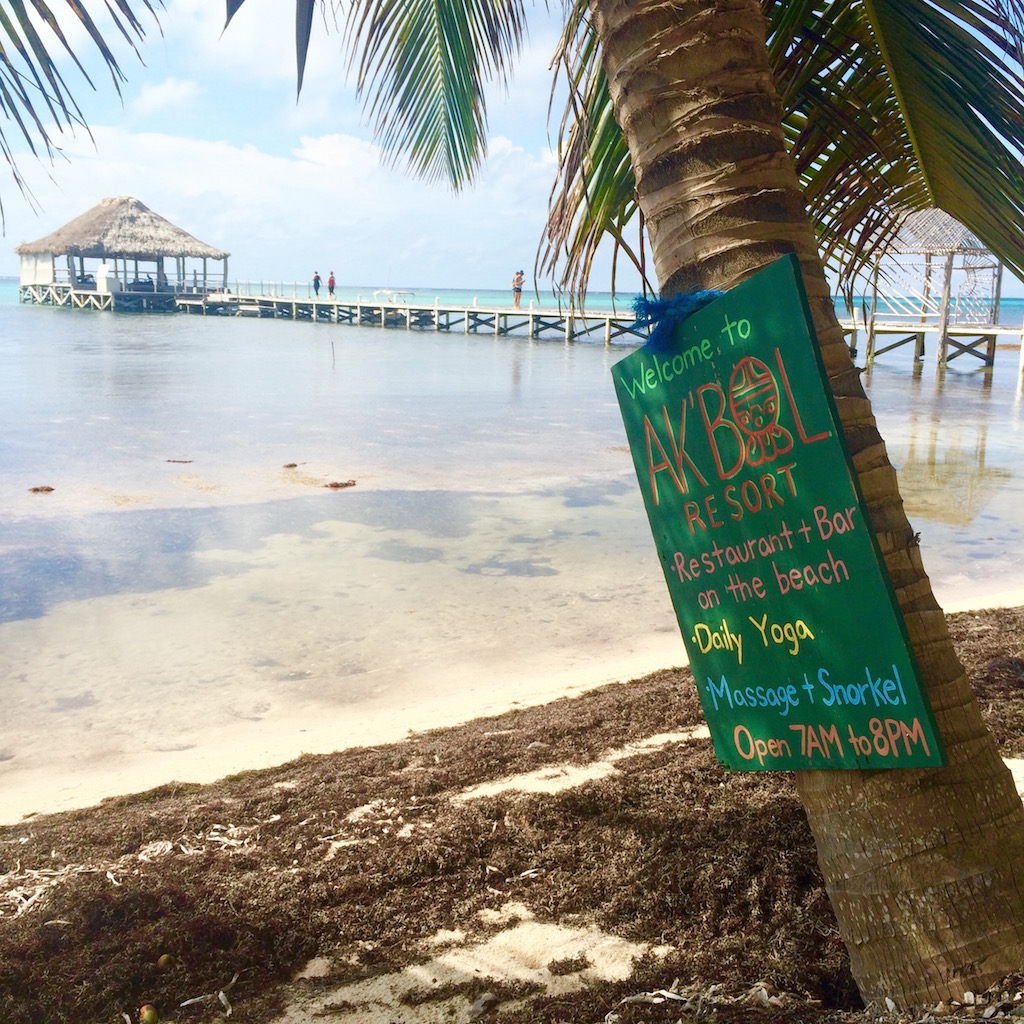 Welcome to
AK'BOL
RESORT
·Restaurant + Bar
on the beach
·Daily Yoga
·Massage + Snorkel
Open 7AM to 8PM